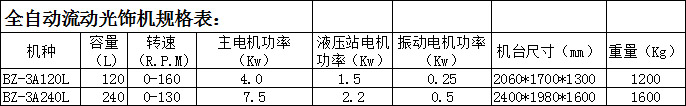 全自动流动光饰机规格表：
机种 容量 转速 主电机功率 液压站电机 振动电机功率 机台尺寸（mm） 重量（Kg）
（L） （R.P.M） （Kw） 功率（Kw） （Kw）
BZ-3A120L 120 0-160 4.0 1.5 0.25 2060*1700*1300 1200
BZ-3A240L 240 0-130 7.5 2.2 0.5 2400*1980*1600 1600